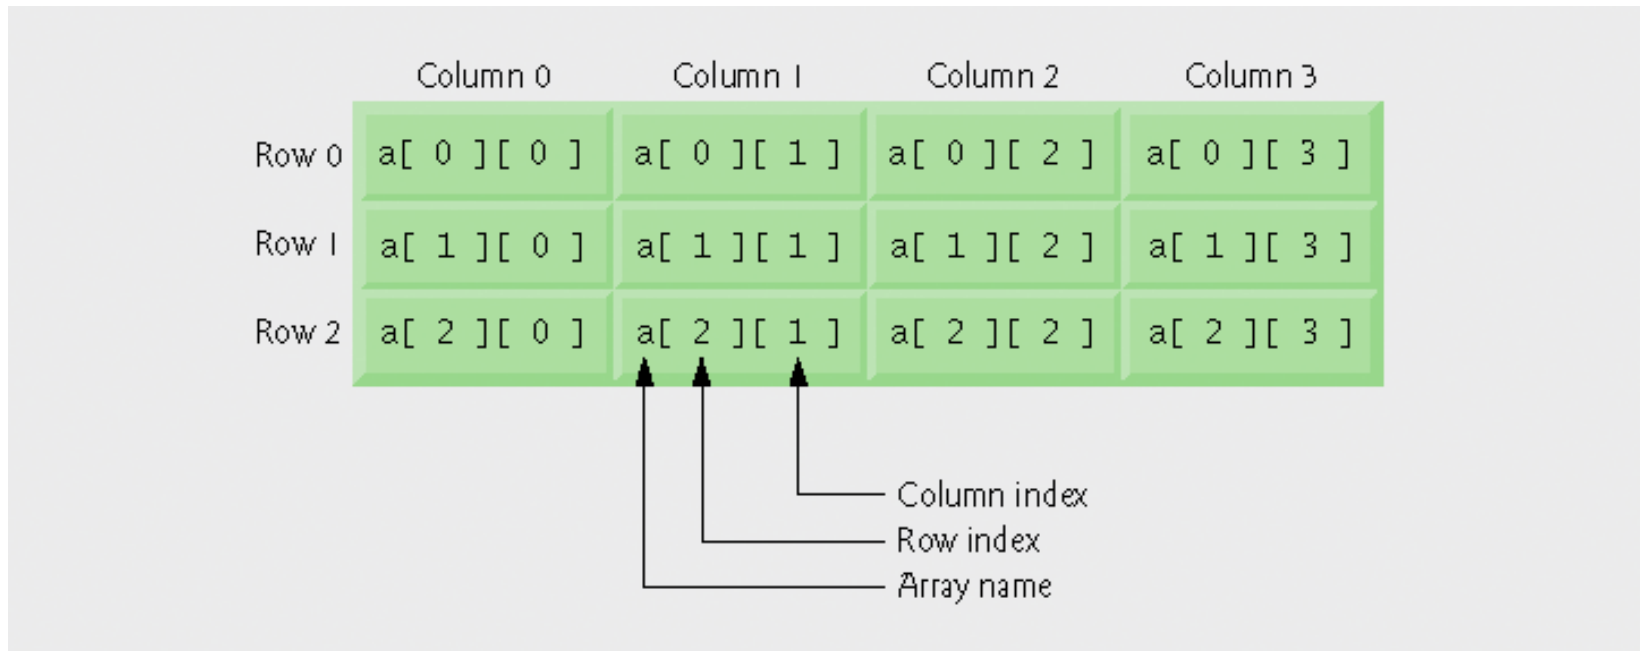 Column 0 Column 1 Column 2 Column 3
Row 0 a[ 0 ][ 0 ] a[ 0 ][ 1 ] a[ 0 ][ 2 ] a[ 0 ][ 3 ]
Row 1 a[ 1 ][ 0 ] a[ 1 ][ 1 ] a[ 1 ][ 2 ] a[ 1 ][ 3 ]
Row 2 a[ 2 ][ 0 ] a[ 2 ][ 1 ] a[ 2 ][ 2 ] a[ 2 ][ 3 ]
Column index
Row index
Array name